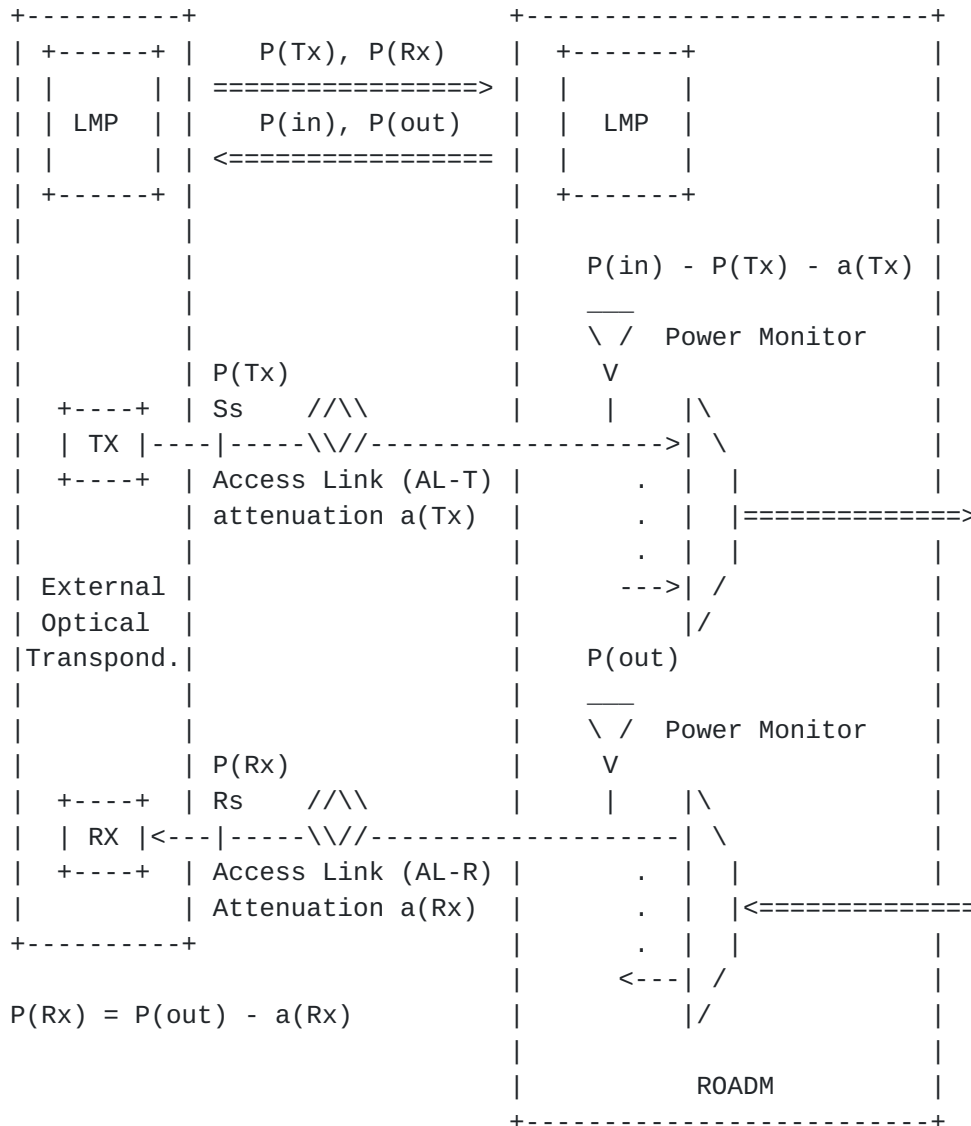 P(Tx), P(Rx)
LMP P(in), P(out) LMP
P(in) - P(Tx) - a(Tx)
Power Monitor
P(Tx) V
Ss
TX
Access Link (AL-T)
attenuation a(Tx)
External
Optical
Transpond.
P(out)
Power Monitor
P(Rx) V
Rs
RX
Access Link (AL-R)
Attenuation a(Rx)
P(Rx) = P(out) - a(Rx)
ROADM